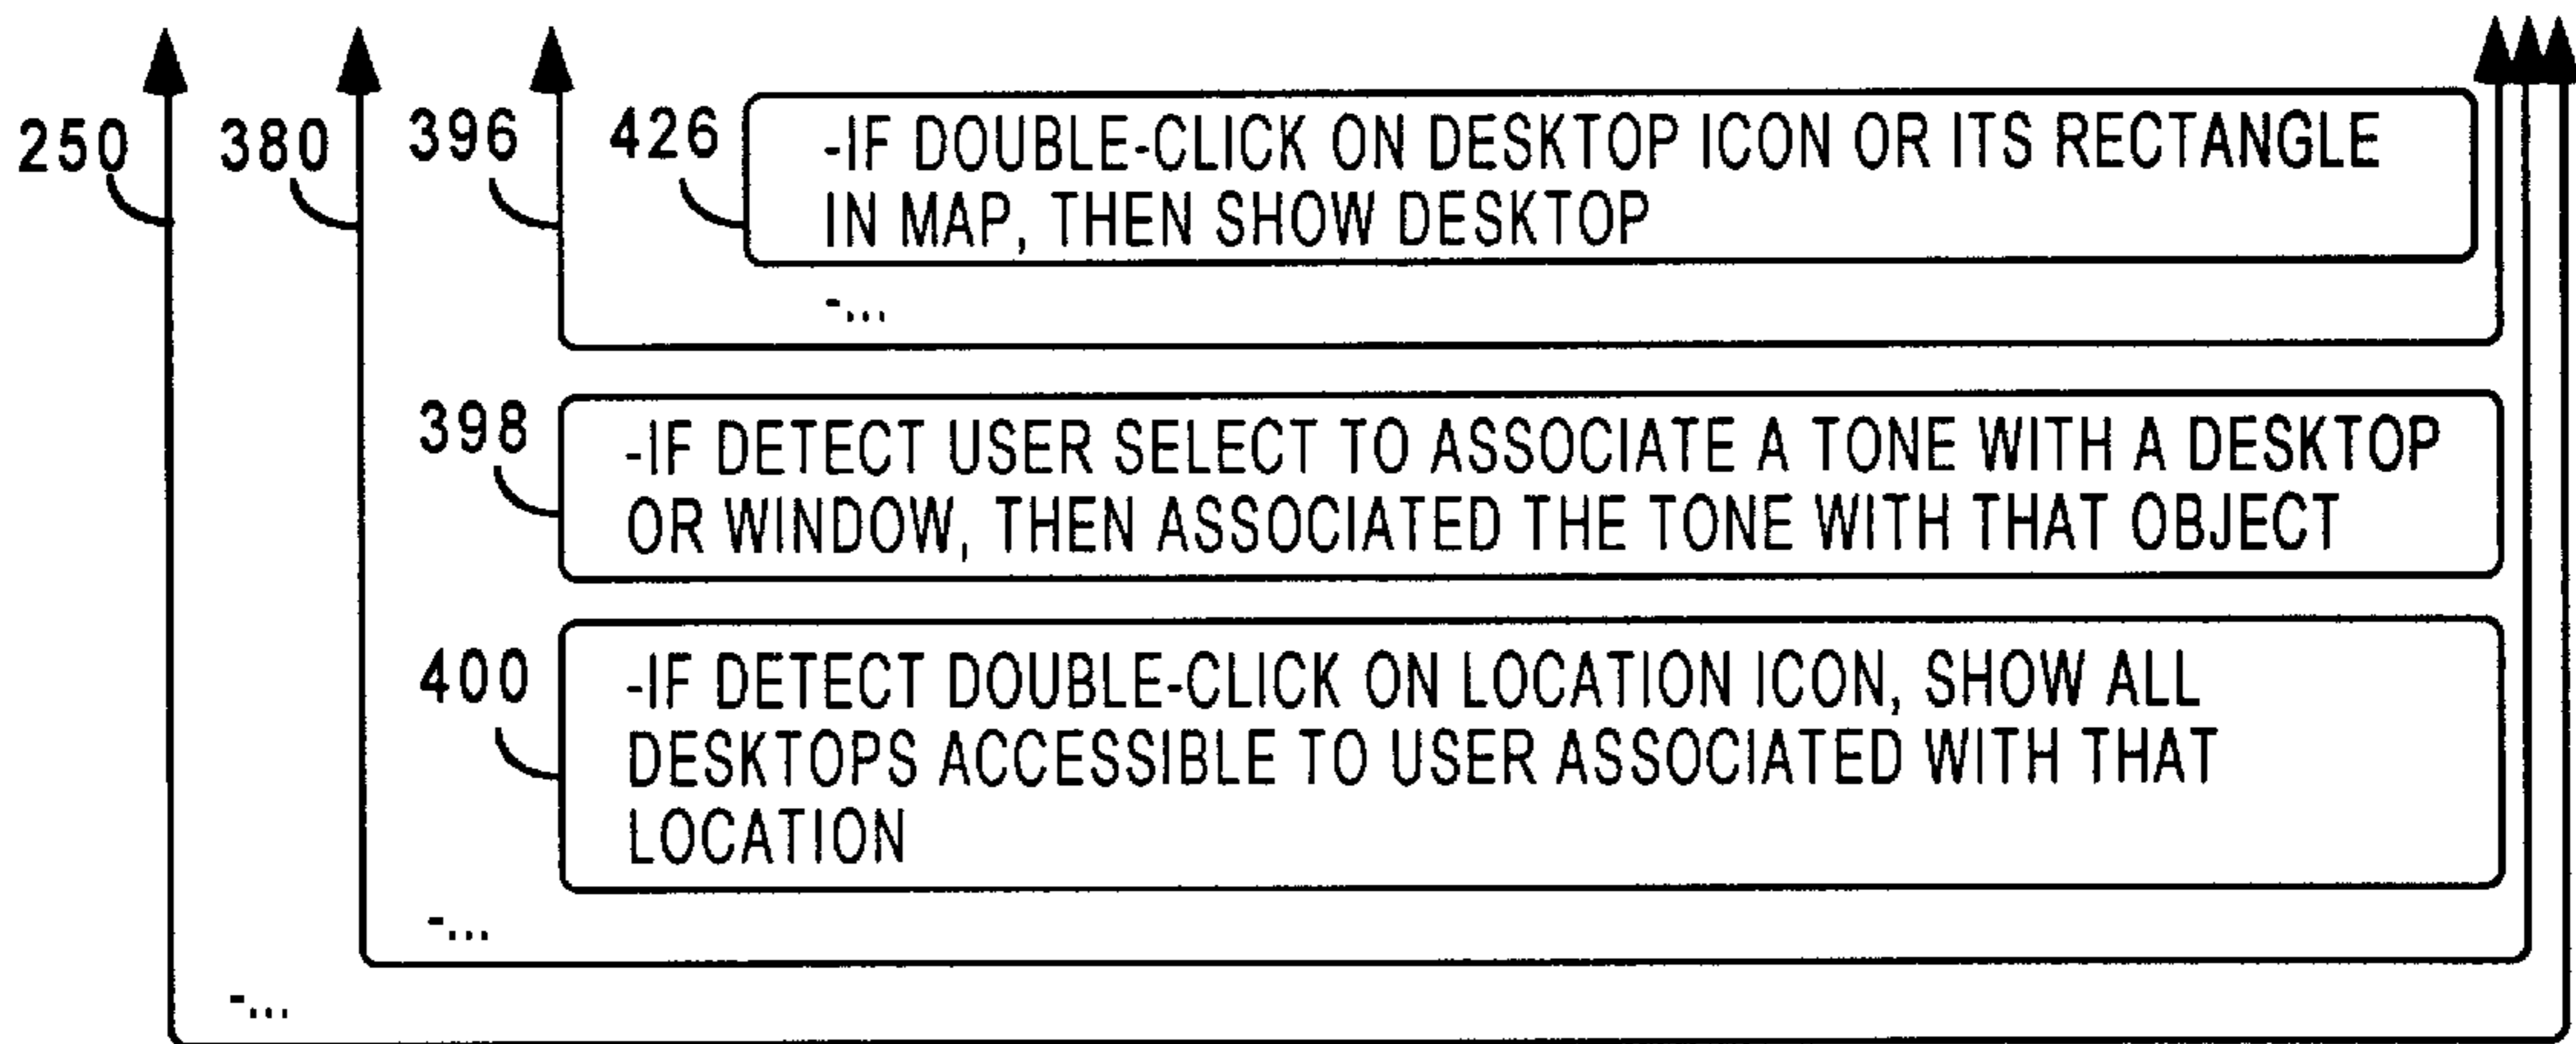 250 380 396 426 -IF DOUBLE-CLICK ON DESKTOP ICON OR ITS RECTANGLE
IN MAP, THEN SHOW DESKTOP
-...
398 -IF DETECT USER SELECT TO ASSOCIATE A TONE WITH A DESKTOP
OR WINDOW, THEN ASSOCIATED THE TONE WITH THAT OBJECT
400 -IF DETECT DOUBLE-CLICK ON LOCATION ICON, SHOW ALL
DESKTOPS ACCESSIBLE TO USER ASSOCIATED WITH THAT
LOCATION
-...
-...